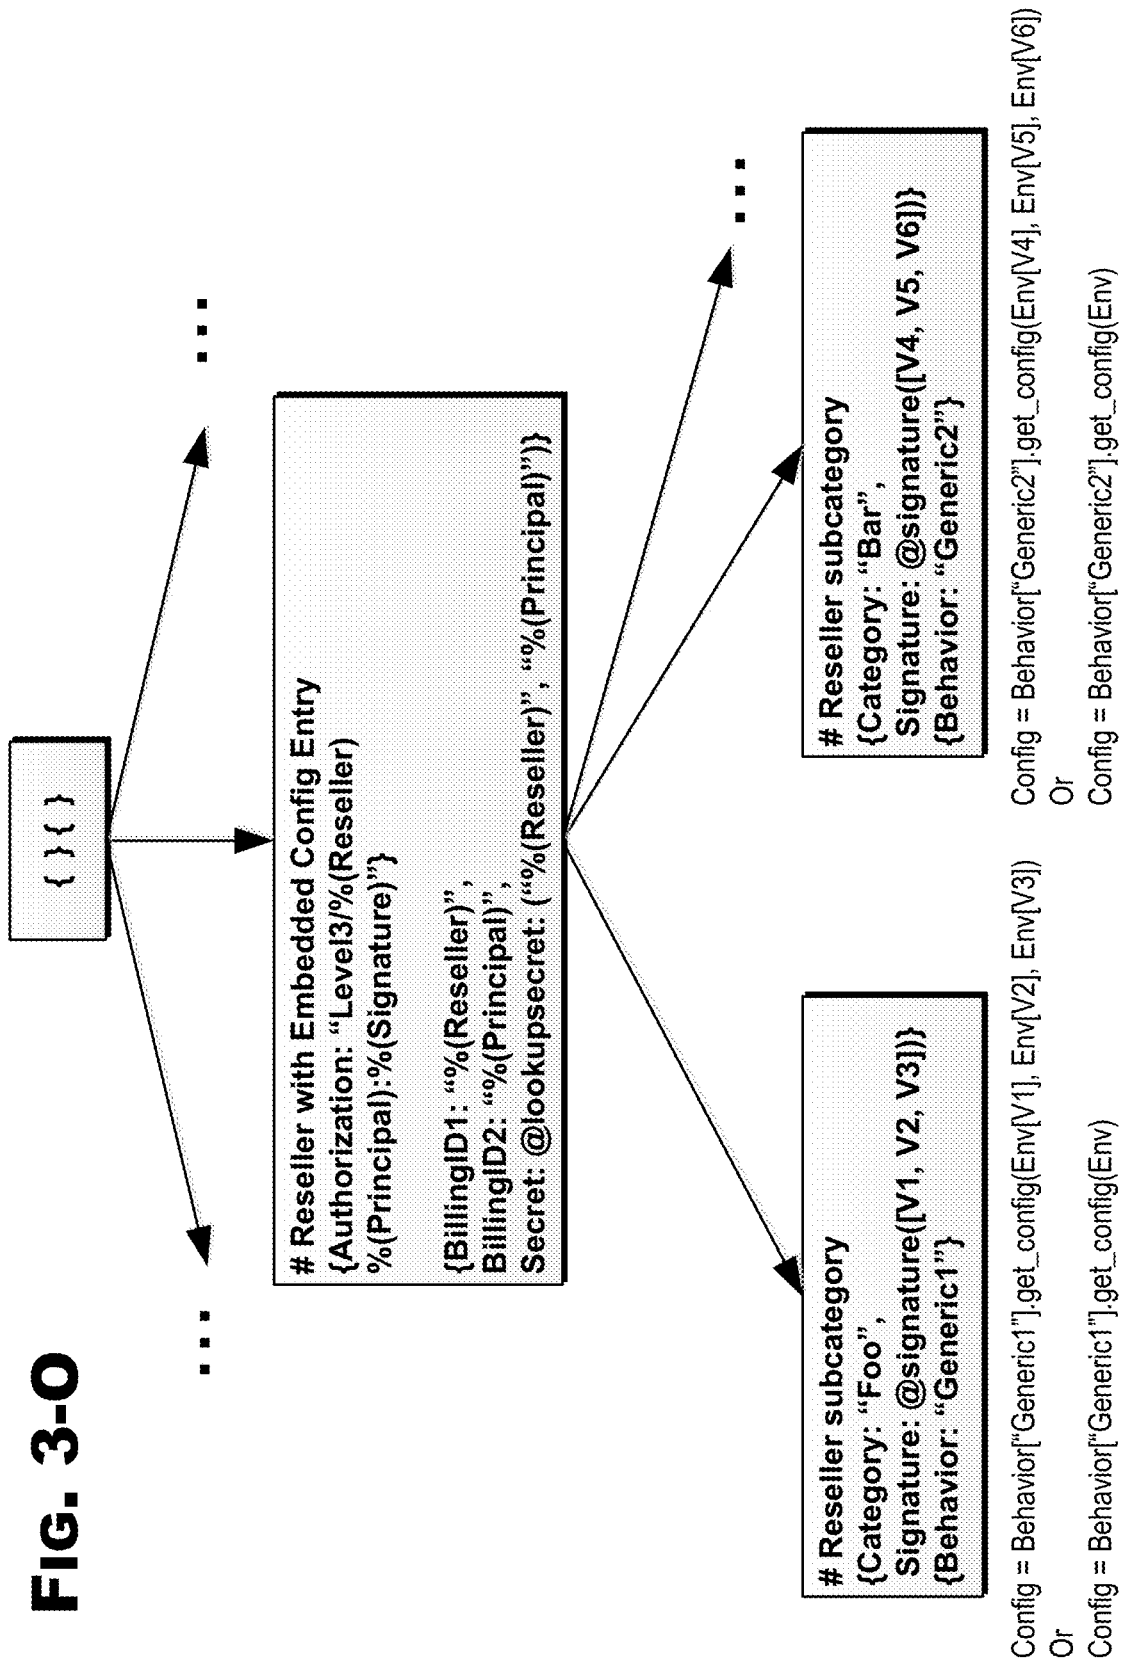 FIG. 3-O
{ } { }
...
...
# Reseller with Embedded Config Entry
{Authorization: “Level3/%(Reseller)
%(Principal):%(Signature)”}
{BillingID1: “%(Reseller)”,
BillingID2: “%(Principal)”,
Secret: @lookupsecret: (“%(Reseller)”, “%(Principal)”)}
...
# Reseller subcategory
{Category: “Foo”,
Signature: @signature([V1, V2, V3])}
{Behavior: “Generic1”}
Config = Behavior[“Generic1”].get_config(Env[V1], Env[V2], Env[V3])
Or
Config = Behavior[“Generic1”].get_config(Env)
# Reseller subcategory
{Category: “Bar”,
Signature: @signature([V4, V5, V6])}
{Behavior: “Generic2”}
Config = Behavior[“Generic2”].get_config(Env[V4], Env[V5], Env[V6])
Or
Config = Behavior[“Generic2”].get_config(Env)